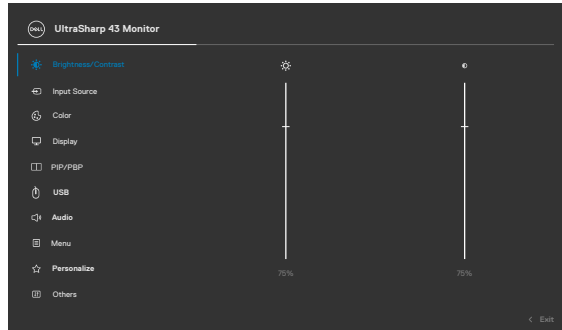 DELL UltraSharp 43 Monitor
Brightness/Contrast
Input Source
Color
Display
PIP/PBP
USB
Audio
Menu
Personalize
Others
75% 75%
< Exit